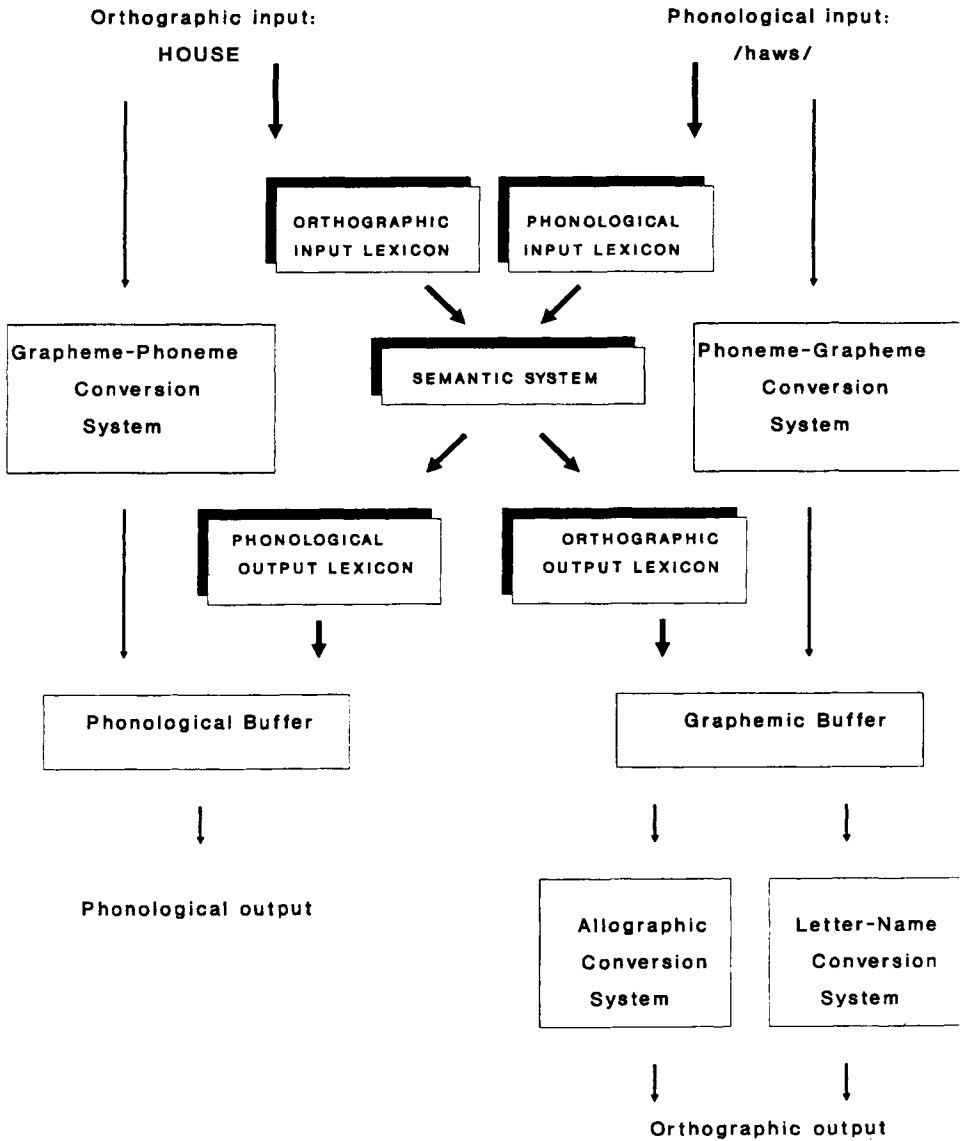 Orthographic input:
HOUSE
Phonological input:
/haws/
ORTHOGRAPHIC
INPUT LEXICON
PHONOLOGICAL
INPUT LEXICON
Grapheme-Phoneme
Conversion
System
SEMANTIC SYSTEM
Phoneme-Grapheme
Conversion
System
PHONOLOGICAL
OUTPUT LEXICON
ORTHOGRAPHIC
OUTPUT LEXICON
Phonological Buffer
Graphemic Buffer
Phonological output
Allographic
Conversion
System
Letter-Name
Conversion
System
Orthographic output